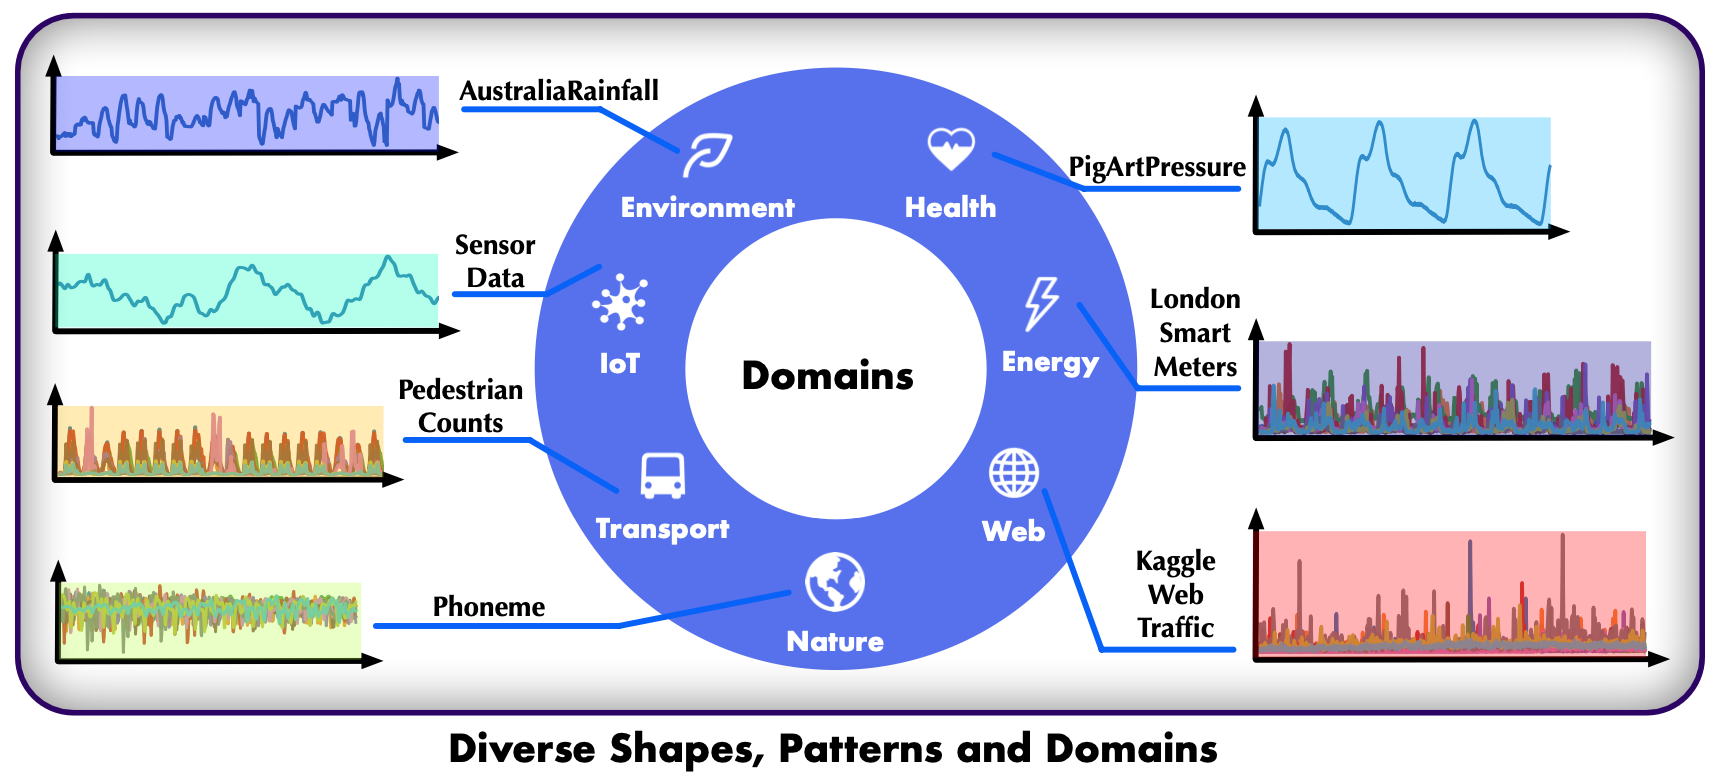 AustraliaRainfall
Environment
Health
PigArtPressure
Sensor
Data
IoT
Energy
London
Smart
Meters
Domains
Pedestrian
Counts
Transport
Web
Kaggle
Web
Traffic
Phoneme
Nature
Diverse Shapes, Patterns and Domains